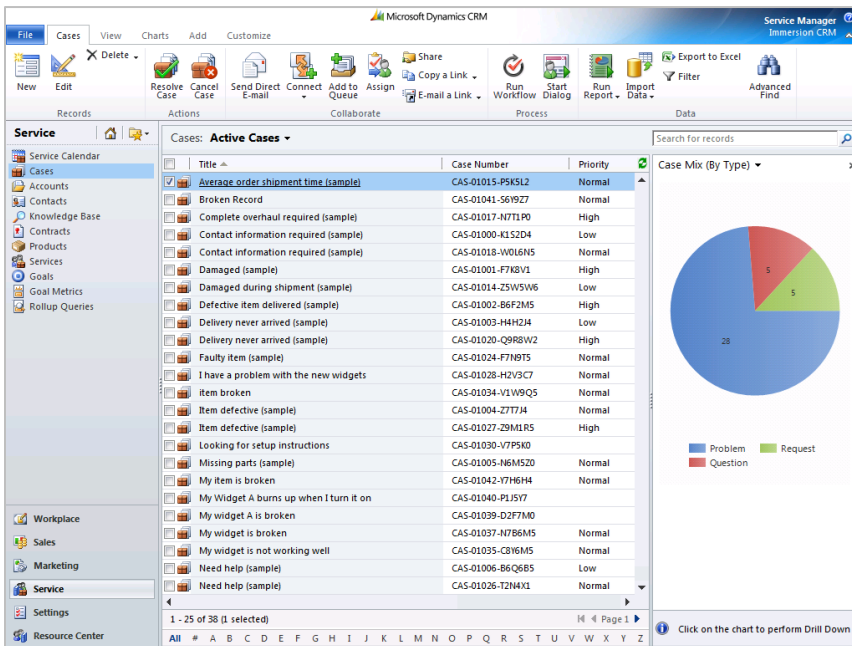 Microsoft Dynamics CRM
Service Manager
Immersion CRM
File Cases View Charts Add Customize
New
Edit
Delete
Records
Resolve Case
Cancel Case
Actions
Send Direct E-mail
Connect
Add to Queue
Assign
Share
Copy a Link
E-mail a Link
Collaborate
Run Workflow
Start Dialog
Process
Run Report
Import Data
Export to Excel
Filter
Advanced Find
Data
Service
Service Calendar
Cases
Accounts
Contacts
Knowledge Base
Contracts
Products
Services
Goals
Goal Metrics
Rollup Queries
Workplace
Sales
Marketing
Service
Settings
Resource Center
Cases: Active Cases
Search for records
Title Case Number Priority
Average order shipment time (sample) CAS-01015-P5K5L2 Normal
Broken Record CAS-01041-S6Y9Z7 Normal
Complete overhaul required (sample) CAS-01017-N7T1P0 High
Contact information required (sample) CAS-01000-K1S2D4 Low
Contact information required (sample) CAS-01018-W0L6N5 Normal
Damaged (sample) CAS-01001-F7K8V1 High
Damaged during shipment (sample) CAS-01014-Z5W5W6 Low
Defective item delivered (sample) CAS-01002-B6F2M5 High
Delivery never arrived (sample) CAS-01003-H4H2J4 Low
Delivery never arrived (sample) CAS-01020-Q9R8W2 High
Faulty item (sample) CAS-01024-F7N9T5 Normal
I have a problem with the new widgets CAS-01028-H2V3C7 Normal
item broken CAS-01034-V1W9Q5 Normal
Item defective (sample) CAS-01004-Z7T7J4 Normal
Item defective (sample) CAS-01027-Z9M1R5 High
Looking for setup instructions CAS-01030-V7P5K0
Missing parts (sample) CAS-01005-N6M5Z0 Normal
My item is broken CAS-01042-Y7H6H4 Normal
My Widget A burns up when I turn it on CAS-01040-P1J5Y7
My widget A is broken CAS-01039-D2F7M0
My widget is broken CAS-01037-N7B6M5 Normal
My widget is not working well CAS-01035-C8Y6M5 Normal
Need help (sample) CAS-01006-B6Q6B5 Low
Need help (sample) CAS-01026-T2N4X1 Normal
1 - 25 of 38 (1 selected) Page 1
All # A B C D E F G H I J K L M N O P Q R S T U V W X Y Z
Case Mix (By Type)
5
5
28
Problem Request
Question
Click on the chart to perform Drill Down